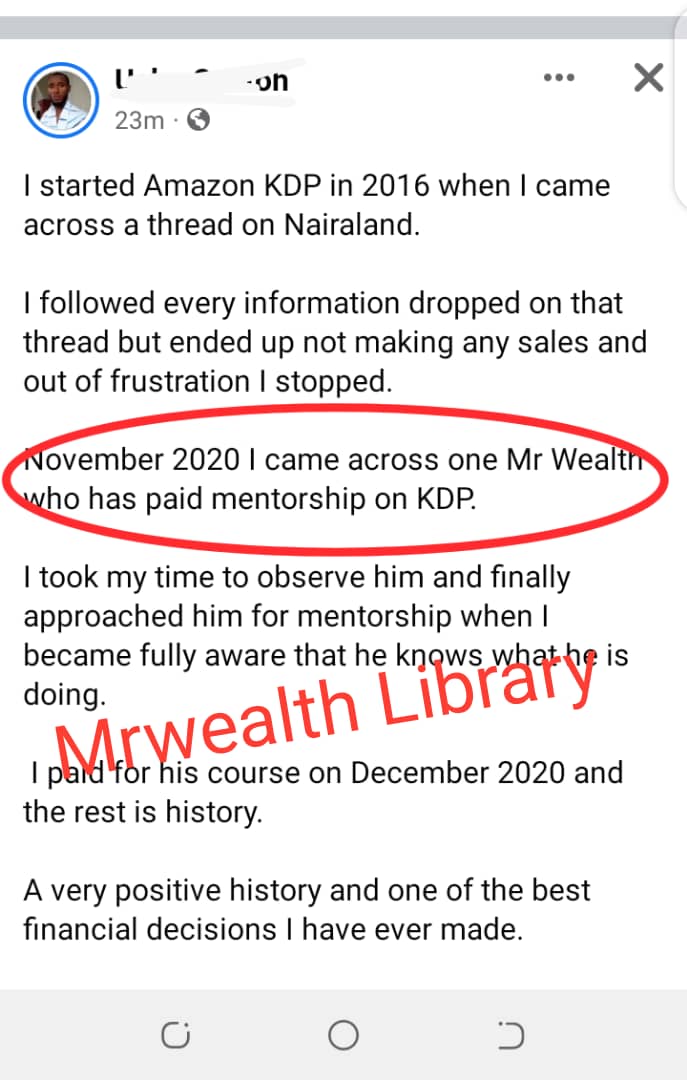 23m
I started Amazon KDP in 2016 when I came
across a thread on Nairaland.
I followed every information dropped on that
thread but ended up not making any sales and
out of frustration I stopped.
November 2020 I came across one Mr Wealth
who has paid mentorship on KDP.
I took my time to observe him and finally
approached him for mentorship when I
became fully aware that he knows what he is
doing.
Mrwealth Library
I paid for his course on December 2020 and
the rest is history.
A very positive history and one of the best
financial decisions I have ever made.